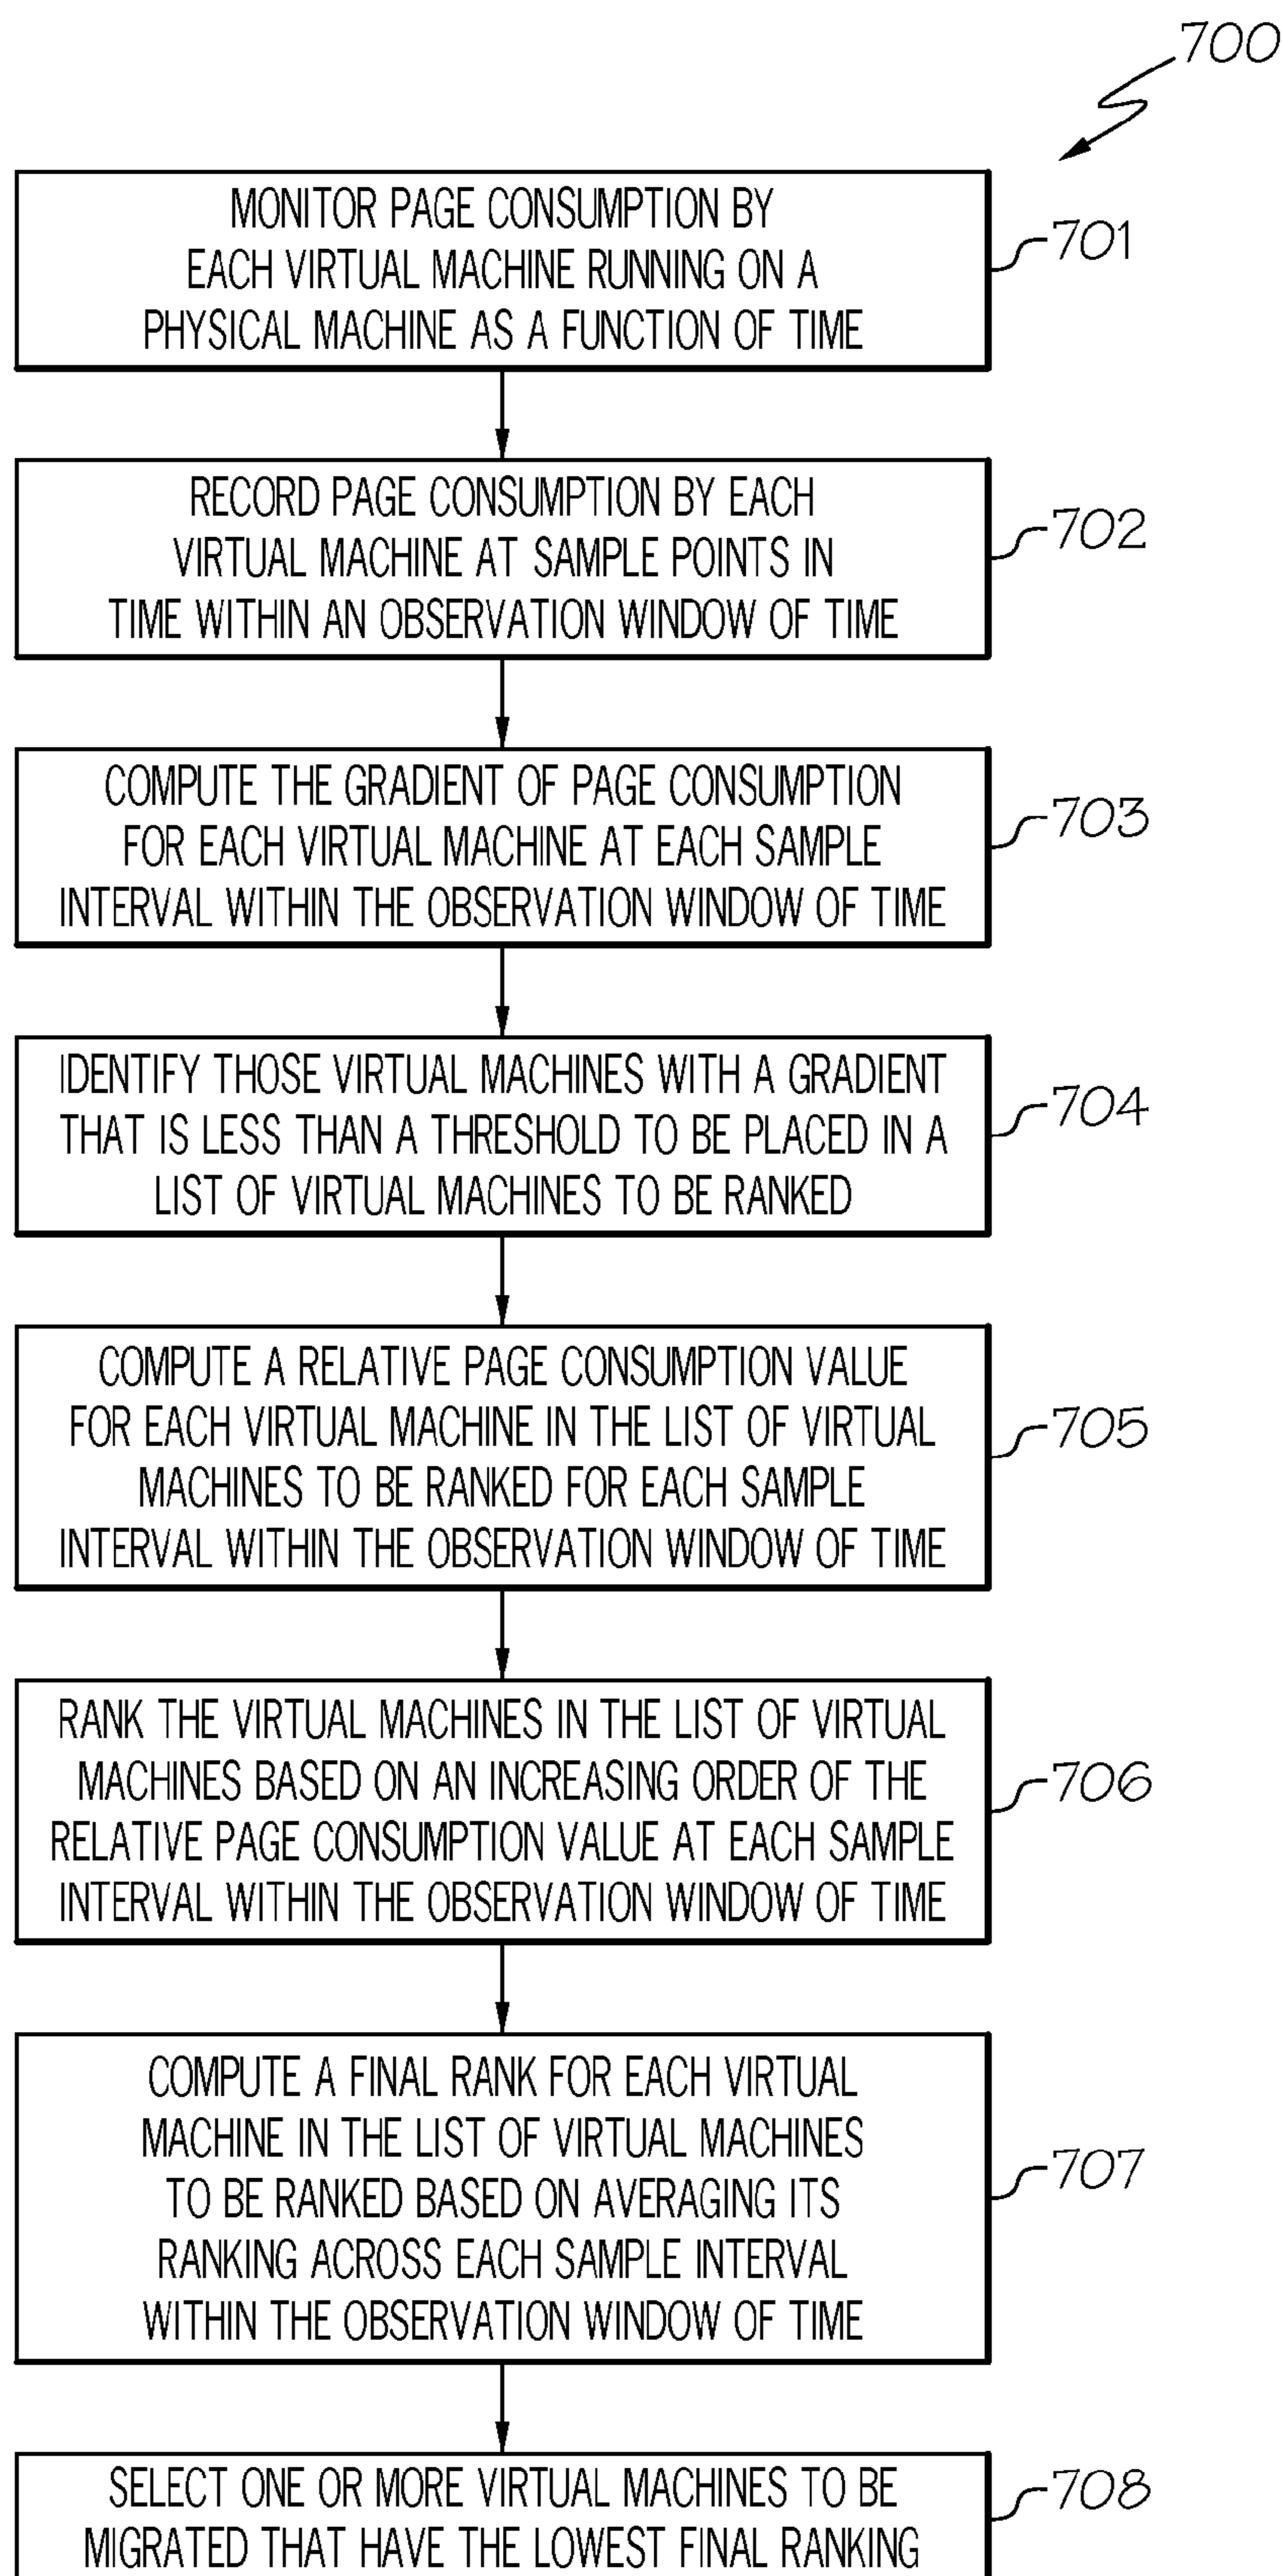 700
MONITOR PAGE CONSUMPTION BY
EACH VIRTUAL MACHINE RUNNING ON A
PHYSICAL MACHINE AS A FUNCTION OF TIME
701
RECORD PAGE CONSUMPTION BY EACH
VIRTUAL MACHINE AT SAMPLE POINTS IN
TIME WITHIN AN OBSERVATION WINDOW OF TIME
702
COMPUTE THE GRADIENT OF PAGE CONSUMPTION
FOR EACH VIRTUAL MACHINE AT EACH SAMPLE
INTERVAL WITHIN THE OBSERVATION WINDOW OF TIME
703
IDENTIFY THOSE VIRTUAL MACHINES WITH A GRADIENT
THAT IS LESS THAN A THRESHOLD TO BE PLACED IN A
LIST OF VIRTUAL MACHINES TO BE RANKED
704
COMPUTE A RELATIVE PAGE CONSUMPTION VALUE
FOR EACH VIRTUAL MACHINE IN THE LIST OF VIRTUAL
MACHINES TO BE RANKED FOR EACH SAMPLE
INTERVAL WITHIN THE OBSERVATION WINDOW OF TIME
705
RANK THE VIRTUAL MACHINES IN THE LIST OF VIRTUAL
MACHINES BASED ON AN INCREASING ORDER OF THE
RELATIVE PAGE CONSUMPTION VALUE AT EACH SAMPLE
INTERVAL WITHIN THE OBSERVATION WINDOW OF TIME
706
COMPUTE A FINAL RANK FOR EACH VIRTUAL
MACHINE IN THE LIST OF VIRTUAL MACHINES
TO BE RANKED BASED ON AVERAGING ITS
RANKING ACROSS EACH SAMPLE INTERVAL
WITHIN THE OBSERVATION WINDOW OF TIME
707
SELECT ONE OR MORE VIRTUAL MACHINES TO BE
MIGRATED THAT HAVE THE LOWEST FINAL RANKING
708